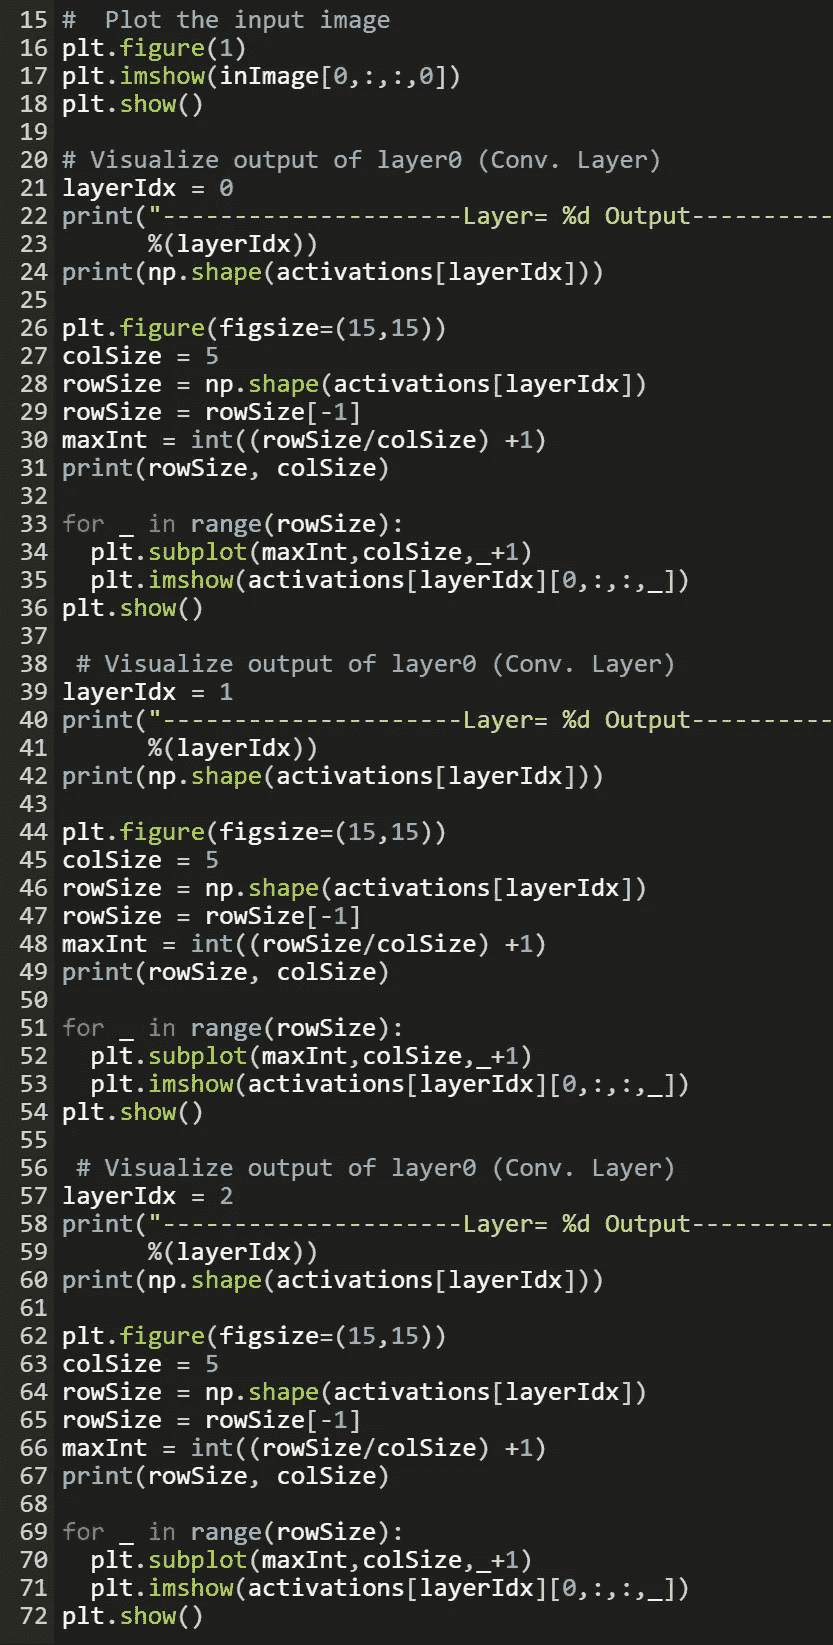 15 #  Plot the input image
16 plt.figure(1)
17 plt.imshow(inImage[0,:,:,0])
18 plt.show()
19
20 # Visualize output of layer0 (Conv. Layer)
21 layerIdx = 0
22 print("---------------------Layer= %d Output----------
23       %(layerIdx))
24 print(np.shape(activations[layerIdx]))
25
26 plt.figure(figsize=(15,15))
27 colSize = 5
28 rowSize = np.shape(activations[layerIdx])
29 rowSize = rowSize[-1]
30 maxInt = int((rowSize/colSize) +1)
31 print(rowSize, colSize)
32
33 for _ in range(rowSize):
34   plt.subplot(maxInt,colSize,_+1)
35   plt.imshow(activations[layerIdx][0,:,:,_])
36 plt.show()
37
38  # Visualize output of layer0 (Conv. Layer)
39 layerIdx = 1
40 print("---------------------Layer= %d Output----------
41       %(layerIdx))
42 print(np.shape(activations[layerIdx]))
43
44 plt.figure(figsize=(15,15))
45 colSize = 5
46 rowSize = np.shape(activations[layerIdx])
47 rowSize = rowSize[-1]
48 maxInt = int((rowSize/colSize) +1)
49 print(rowSize, colSize)
50
51 for _ in range(rowSize):
52   plt.subplot(maxInt,colSize,_+1)
53   plt.imshow(activations[layerIdx][0,:,:,_])
54 plt.show()
55
56  # Visualize output of layer0 (Conv. Layer)
57 layerIdx = 2
58 print("---------------------Layer= %d Output----------
59       %(layerIdx))
60 print(np.shape(activations[layerIdx]))
61
62 plt.figure(figsize=(15,15))
63 colSize = 5
64 rowSize = np.shape(activations[layerIdx])
65 rowSize = rowSize[-1]
66 maxInt = int((rowSize/colSize) +1)
67 print(rowSize, colSize)
68
69 for _ in range(rowSize):
70   plt.subplot(maxInt,colSize,_+1)
71   plt.imshow(activations[layerIdx][0,:,:,_])
72 plt.show()